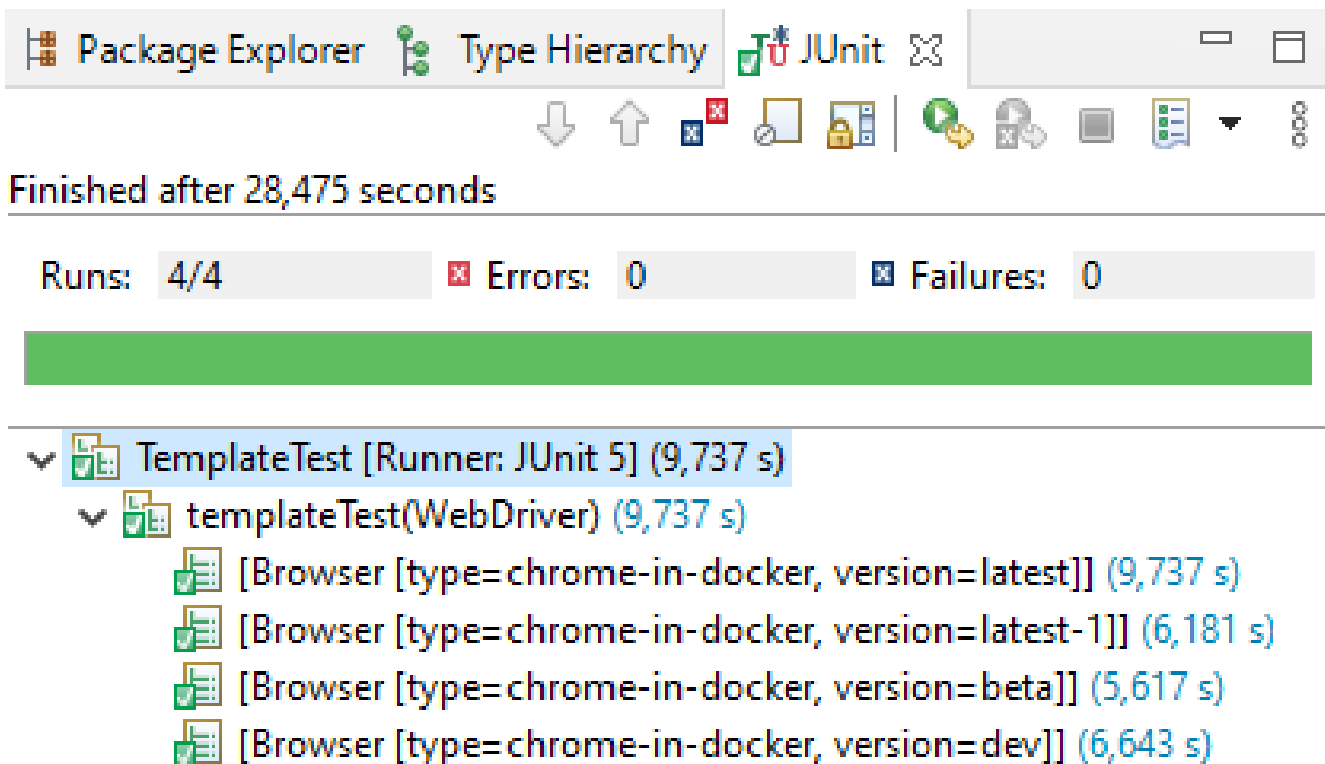 Package Explorer Type Hierarchy JUnit
Finished after 28,475 seconds
Runs: 4/4 Errors: 0 Failures: 0
TemplateTest [Runner: JUnit 5] (9,737 s)
templateTest(WebDriver) (9,737 s)
[Browser [type=chrome-in-docker, version=latest]] (9,737 s)
[Browser [type=chrome-in-docker, version=latest-1]] (6,181 s)
[Browser [type=chrome-in-docker, version=beta]] (5,617 s)
[Browser [type=chrome-in-docker, version=dev]] (6,643 s)